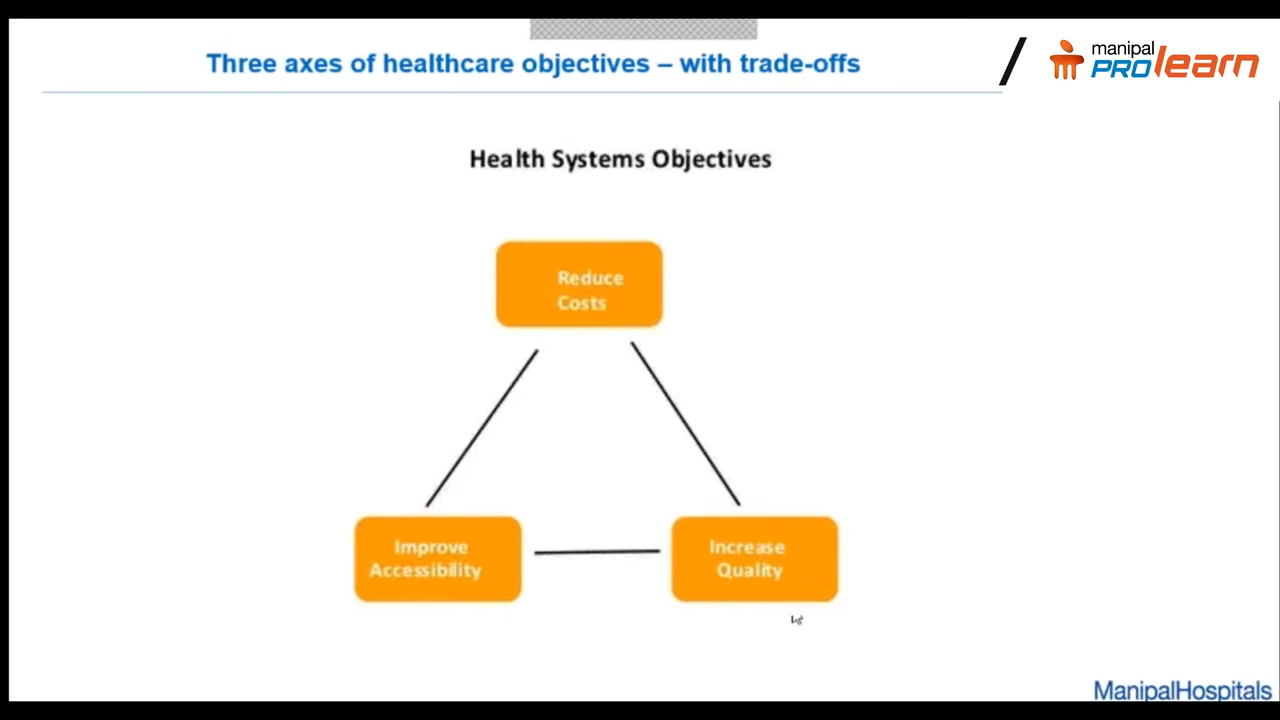 Three axes of healthcare objectives – with trade-offs
manipal
PROlearn
Health Systems Objectives
Reduce
Costs
Improve
Accessibility
Increase
Quality
ManipalHospitals